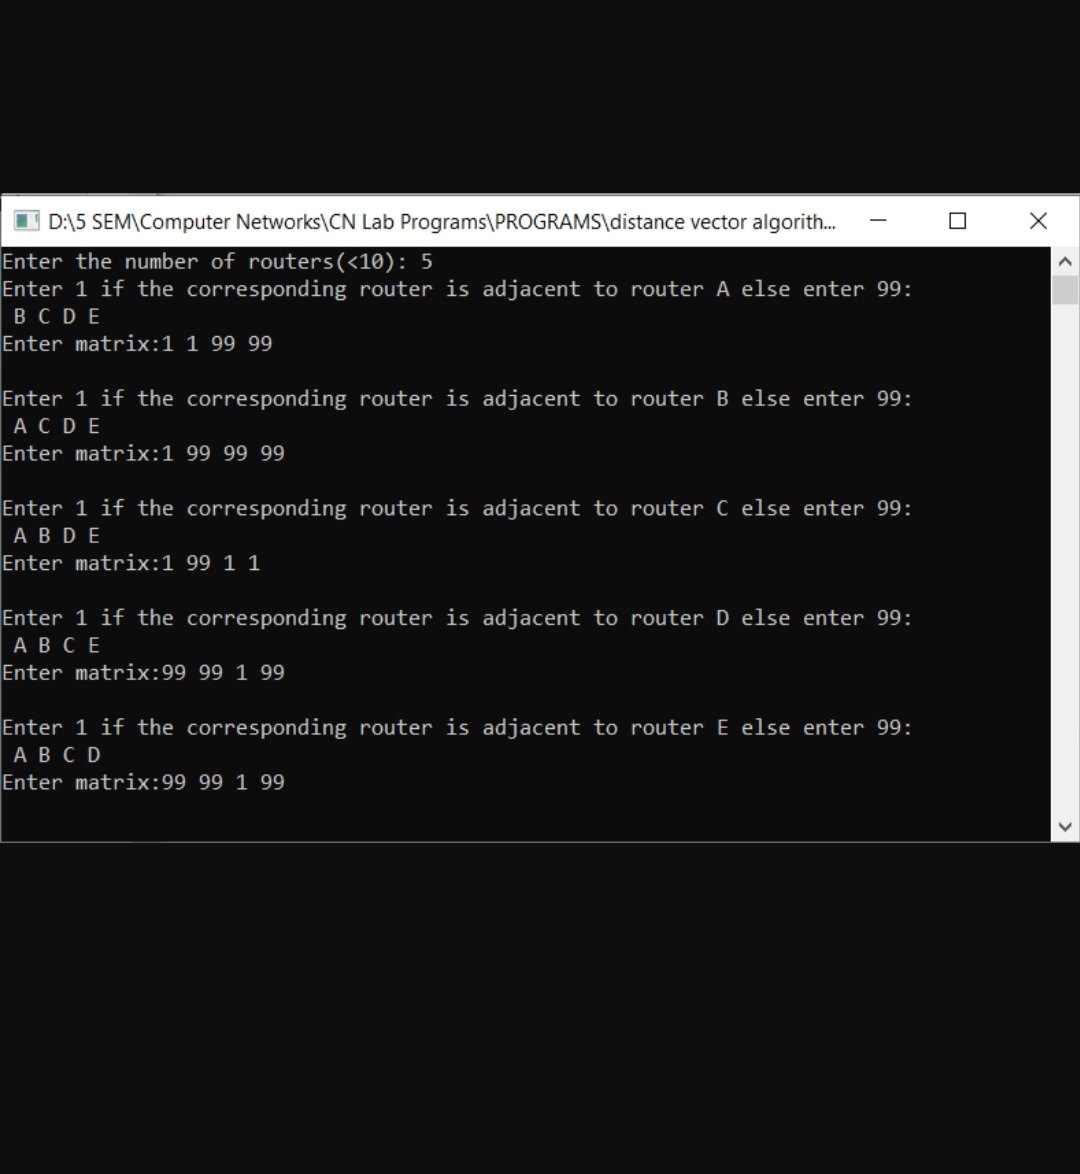 D:\5 SEM\Computer Networks\CN Lab Programs\PROGRAMS\distance vector algorith...
Enter the number of routers(<10): 5
Enter 1 if the corresponding router is adjacent to router A else enter 99:
B C D E
Enter matrix:1 1 99 99
Enter 1 if the corresponding router is adjacent to router B else enter 99:
A C D E
Enter matrix:1 99 99 99
Enter 1 if the corresponding router is adjacent to router C else enter 99:
A B D E
Enter matrix:1 99 1 1
Enter 1 if the corresponding router is adjacent to router D else enter 99:
A B C E
Enter matrix:99 99 1 99
Enter 1 if the corresponding router is adjacent to router E else enter 99:
A B C D
Enter matrix:99 99 1 99